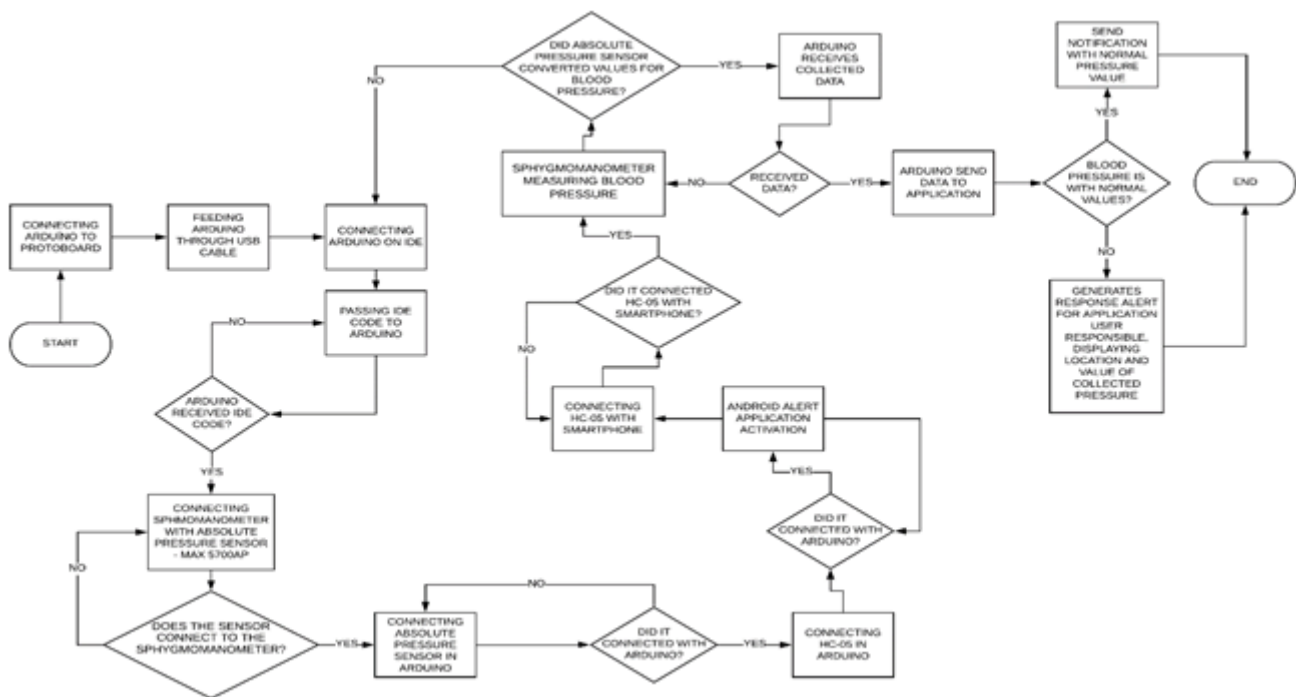 START
CONNECTING
ARDUINO TO
PROTOBOARD
FEEDING
ARDUINO
THROUGH USB
CABLE
CONNECTING
ARDUINO ON IDE
PASSING IDE
CODE TO
ARDUINO
NO
ARDUINO
RECEIVED IDE
CODE?
YES
CONNECTING
SPHMOMANOMETER
WITH ABSOLUTE
PRESSURE SENSOR
- MAX 5700AP
NO
DOES THE SENSOR
CONNECT TO THE
SPHYGMOMANOMETER?
YES
CONNECTING
ABSOLUTE
PRESSURE
SENSOR IN
ARDUINO
NO
DID IT
CONNECTED WITH
ARDUINO?
YES
CONNECTING
HC-05 IN
ARDUINO
DID IT
CONNECTED WITH
ARDUINO?
YES
ANDROID ALERT
APPLICATION
ACTIVATION
CONNECTING
HC-05 WITH
SMARTPHONE
NO
DID IT CONNECTED
HC-05 WITH
SMARTPHONE?
YES
SPHYGMOMANOMETER
MEASURING BLOOD
PRESSURE
DID ABSOLUTE
PRESSURE SENSOR
CONVERTED VALUES FOR
BLOOD
PRESSURE?
NO
YES
ARDUINO
RECEIVES
COLLECTED
DATA
RECEIVED
DATA?
NO
YES
ARDUINO SEND
DATA TO
APPLICATION
BLOOD
PRESSURE IS
WITH NORMAL
VALUES?
YES
SEND
NOTIFICATION
WITH NORMAL
PRESSURE
VALUE
NO
GENERATES
RESPONSE ALERT
FOR APPLICATION
USER
RESPONSIBLE,
DISPLAYING
LOCATION AND
VALUE OF
COLLECTED
PRESSURE
END